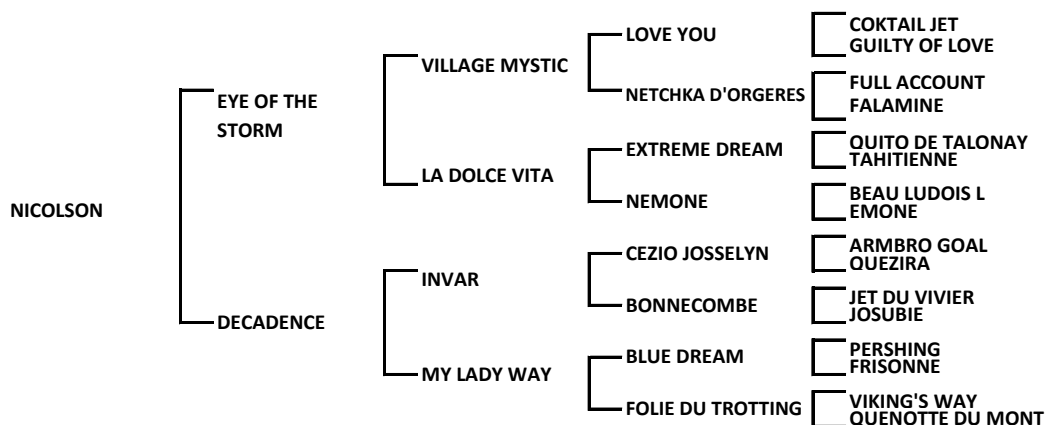 COKTAIL JET
LOVE YOU
GUILTY OF LOVE
VILLAGE MYSTIC
FULL ACCOUNT
NETCHKA D'ORGERES
FALAMINE
EYE OF THE
STORM
QUITO DE TALONAY
EXTREME DREAM
TAHITIENNE
LA DOLCE VITA
BEAU LUDOIS L
NEMONE
EMONE
NICOLSON
ARMBRO GOAL
CEZIO JOSSELYN
QUEZIRA
INVAR
JET DU VIVIER
BONNECOMBE
JOSUBIE
DECADENCE
PERSHING
BLUE DREAM
FRISONNE
MY LADY WAY
VIKING'S WAY
FOLIE DU TROTTING
QUENOTTE DU MONT